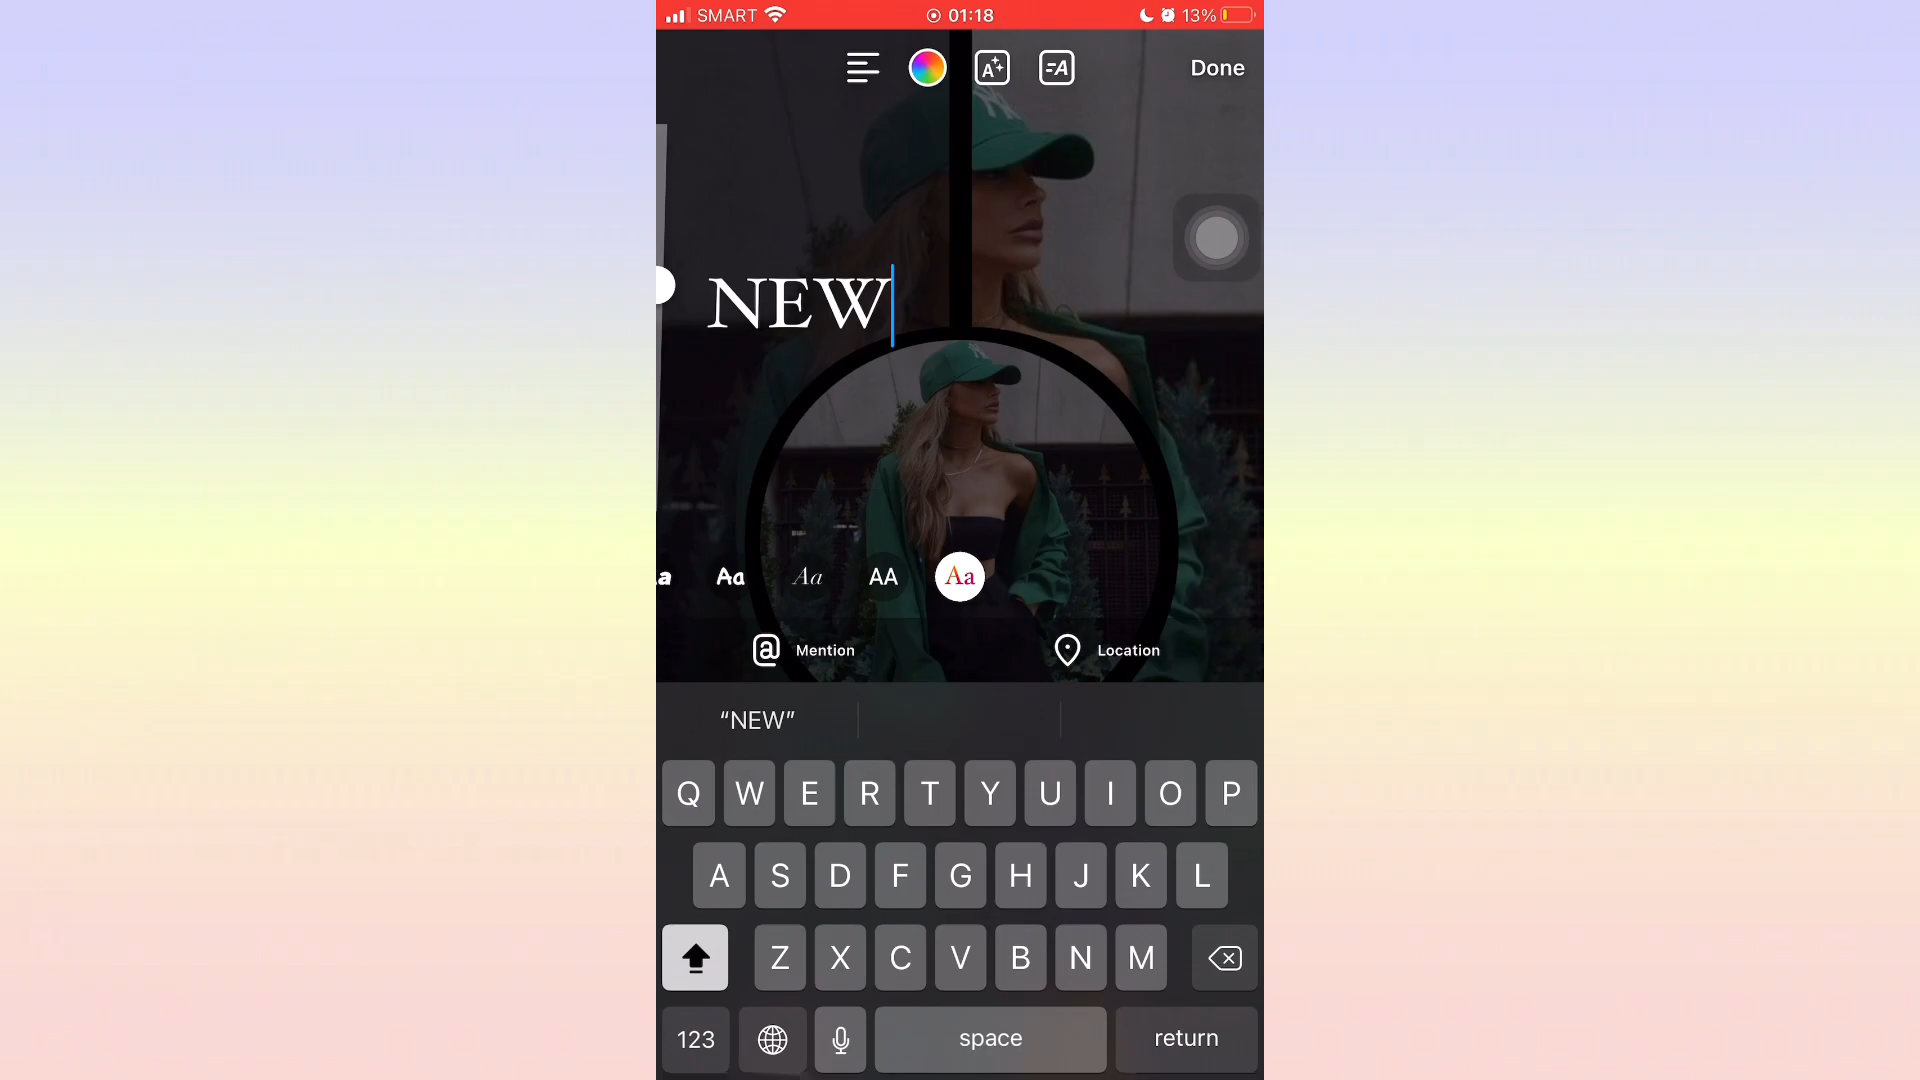 SMART 01:18 13%
A A Done
NEW
a Aa Aa AA Aa
@ Mention Location
“NEW”
Q W E R T Y U I O P
A S D F G H J K L
Z X C V B N M
123 space return